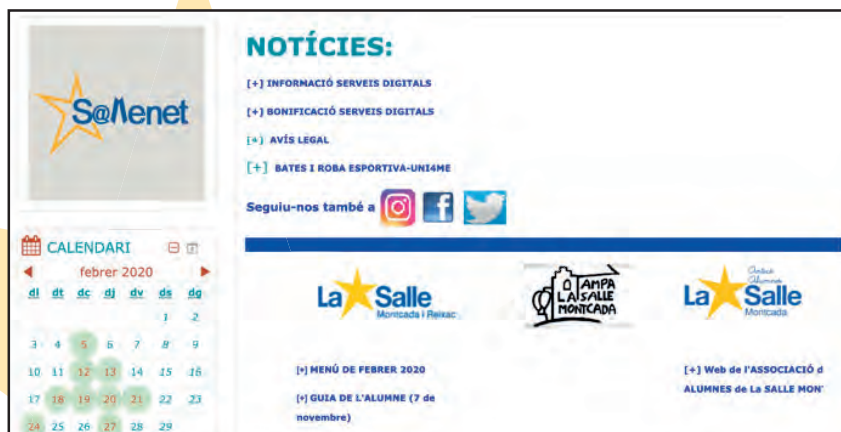 S@llenet
NOTÍCIES:
[+] INFORMACIÓ SERVEIS DIGITALS
[+] BONIFICACIÓ SERVEIS DIGITALS
[+] AVÍS LEGAL
[+] BATES I ROBA ESPORTIVA-UNI4ME
Seguiu-nos també a
CALENDARI
febrer 2020
dl dt dc dj dv ds dg
1 2
3 4 5 6 7 8 9
10 11 12 13 14 15 16
17 18 19 20 21 22 23
24 25 26 27 28 29
La Salle
Montcada i Reixac
AMPA
LA SALLE
MONTCADA
Antics
Alumnes
La Salle
Montcada
[+] MENÚ DE FEBRER 2020
[+] GUIA DE L'ALUMNE (7 de
novembre)
[+] Web de l'ASSOCIACIÓ d
ALUMNES de La SALLE MON